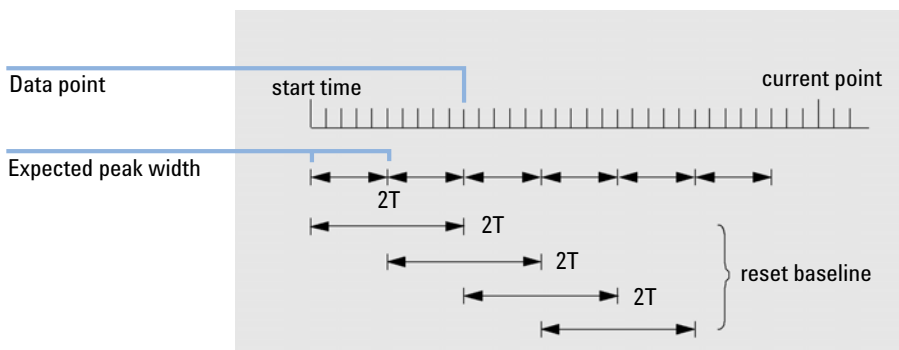 Data point
start time
current point
Expected peak width
2T
2T
2T
reset baseline
2T